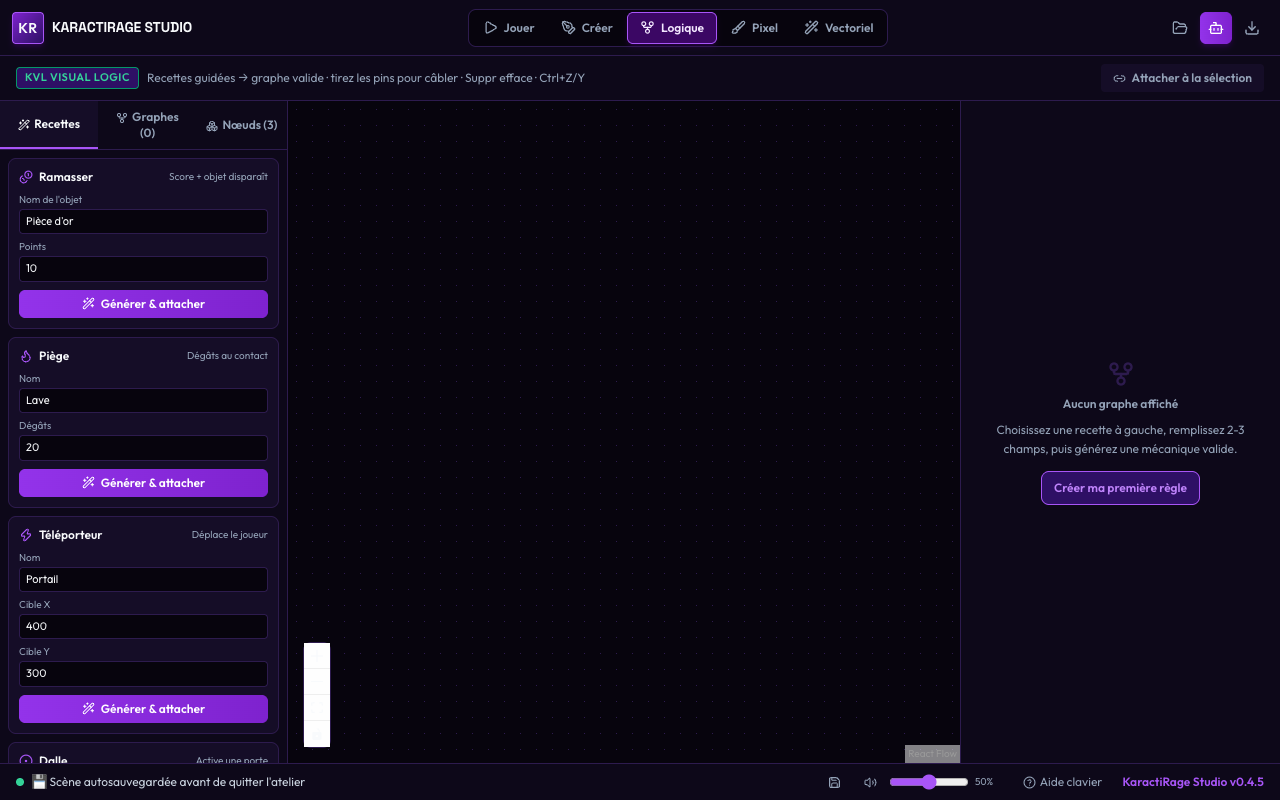 KR KARACTIRAGE STUDIO
Jouer
Créer
Logique
Pixel
Vectoriel
KVL VISUAL LOGIC
Recettes guidées → graphe valide · tirez les pins pour câbler · Suppr efface · Ctrl+Z/Y
Attacher à la sélection
Recettes
Graphes
(0)
Nœuds (3)
Ramasser
Score + objet disparaît
Nom de l'objet
Pièce d'or
Points
10
Générer & attacher
Piège
Dégâts au contact
Nom
Lave
Dégâts
20
Générer & attacher
Téléporteur
Déplace le joueur
Nom
Portail
Cible X
400
Cible Y
300
Générer & attacher
Dalle
Active une porte
React Flow
Aucun graphe affiché
Choisissez une recette à gauche, remplissez 2-3
champs, puis générez une mécanique valide.
Créer ma première règle
Scène autosauvegardée avant de quitter l'atelier
50%
Aide clavier
KaractiRage Studio v0.4.5